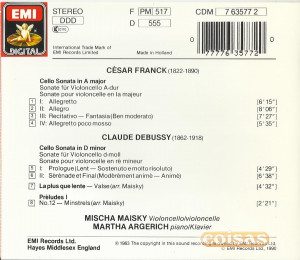 EMI
DIGITAL
STEREO
DDD
F PM 517
D 555
CDM 7 63577 2
International Trade Mark of
EMI Records Limited
Made in Holland
0 77776 35772
CÉSAR FRANCK (1822-1890)
Cello Sonata in A major
Sonate für Violoncello A-Dur
Sonate pour violoncelle en la majeur
1 I: Allegretto (6'15")
2 II: Allegro (8'06")
3 III: Recitativo — Fantasia (Ben moderato) (7'27")
4 IV: Allegretto poco mosso (5'35")
CLAUDE DEBUSSY (1862-1918)
Cello Sonata in D minor
Sonate für Violoncello d-moll
Sonate pour violoncelle en ré mineur
5 I: Prologue (Lent — Sostenuto e molto risoluto) (4'29")
6 II: Sérénade et Final (Modérément animé — Animé) (6'38")
7 La plus que lente — Valse (arr. Maisky) (4'32")
Préludes I
8 No.12 — Minstrels (arr. Maisky) (2'21")
MISCHA MAISKY Violoncello/violoncelle
MARTHA ARGERICH piano/Klavier
EMI Records Ltd.
Hayes Middlesex England
coisas